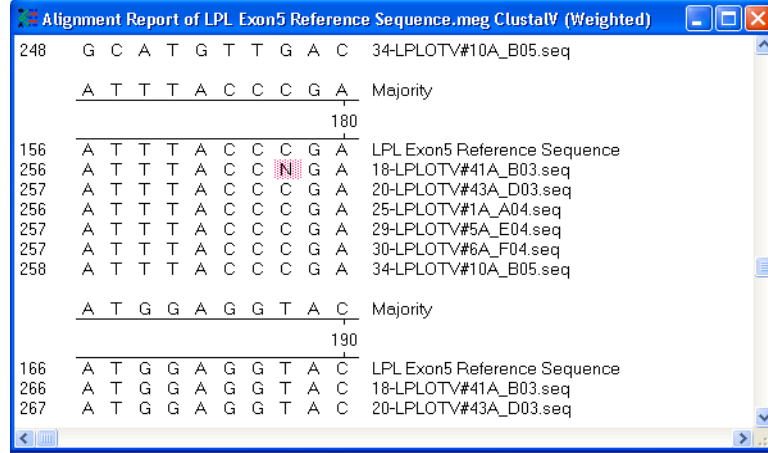 Alignment Report of LPL Exon5 Reference Sequence.meg ClustalV (Weighted)
248 G C A T G T T G A C 34-LPLOTV#10A_B05.seq
A T T T A C C C G A Majority
180
156 A T T T A C C C G A LPL Exon5 Reference Sequence
256 A T T T A C C N G A 18-LPLOTV#41A_B03.seq
257 A T T T A C C C G A 20-LPLOTV#43A_D03.seq
256 A T T T A C C C G A 25-LPLOTV#1A_A04.seq
257 A T T T A C C C G A 29-LPLOTV#5A_E04.seq
257 A T T T A C C C G A 30-LPLOTV#6A_F04.seq
258 A T T T A C C C G A 34-LPLOTV#10A_B05.seq
A T G G A G G T A C Majority
190
166 A T G G A G G T A C LPL Exon5 Reference Sequence
266 A T G G A G G T A C 18-LPLOTV#41A_B03.seq
267 A T G G A G G T A C 20-LPLOTV#43A_D03.seq